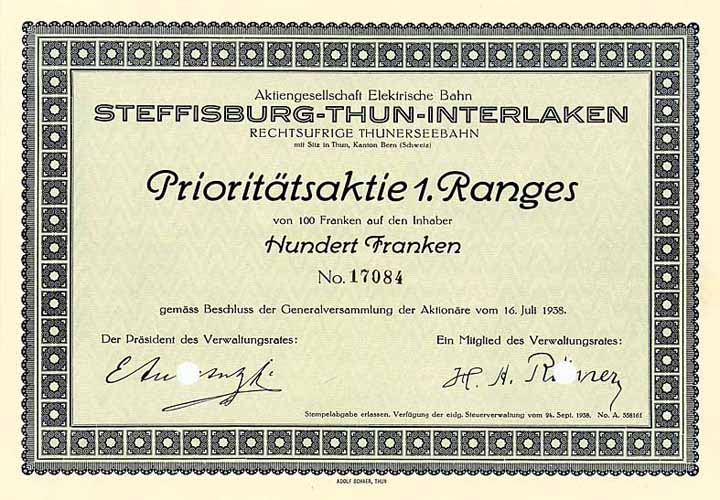 Aktiengesellschaft Elektrische Bahn
STEFFISBURG-THUN-INTERLAKEN
RECHTSUFRIGE THUNERSEEBAHN
mit Sitz in Thun, Kanton Bern (Schweiz)
Prioritätsaktie 1. Ranges
von 100 Franken auf den Inhaber
Hundert Franken
No. 17084
gemäss Beschluss der Generalversammlung der Aktionäre vom 16. Juli 1938.
Der Präsident des Verwaltungsrates: Ein Mitglied des Verwaltungsrates:
H. A.
Stempelabgabe erlassen. Verfügung der eidg. Steuerverwaltung vom 24. Sept. 1938. No. A. 358161
ADOLF SCHAER, THUN